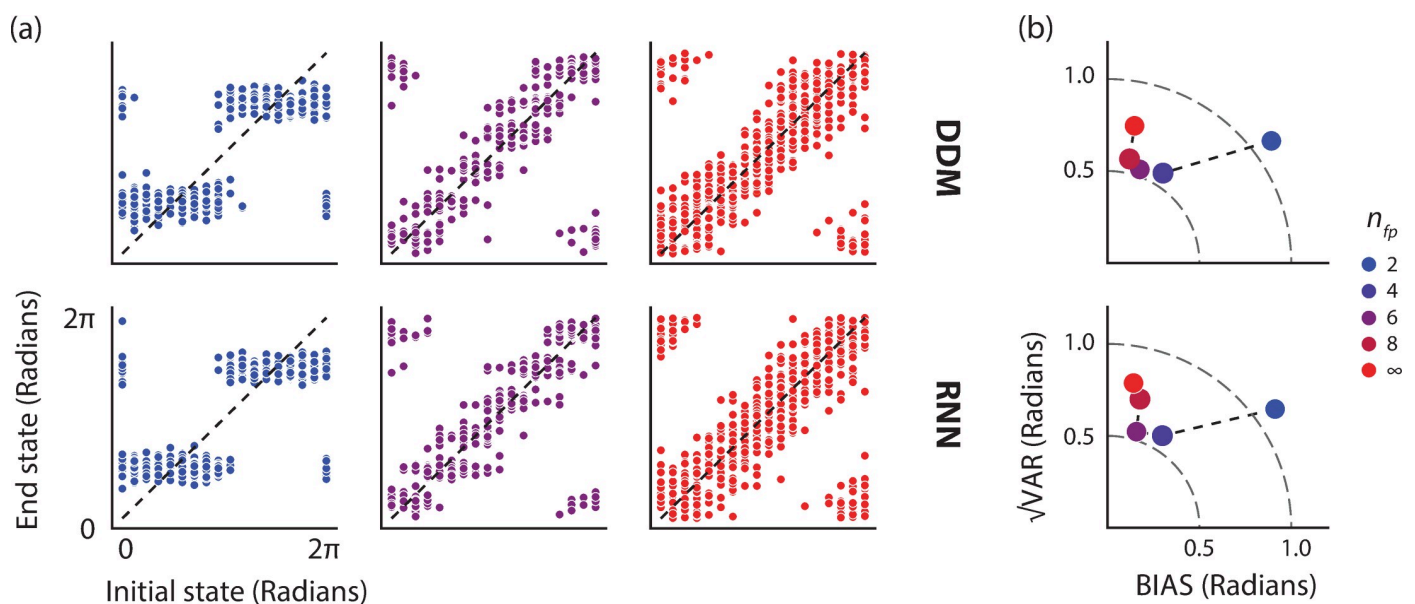 (a)
DDM
End state (Radians)
2π
0
0
2π
Initial state (Radians)
RNN
(b)
1.0
0.5
n_fp
2
4
6
8
∞
√VAR (Radians)
1.0
0.5
0.5
1.0
BIAS (Radians)